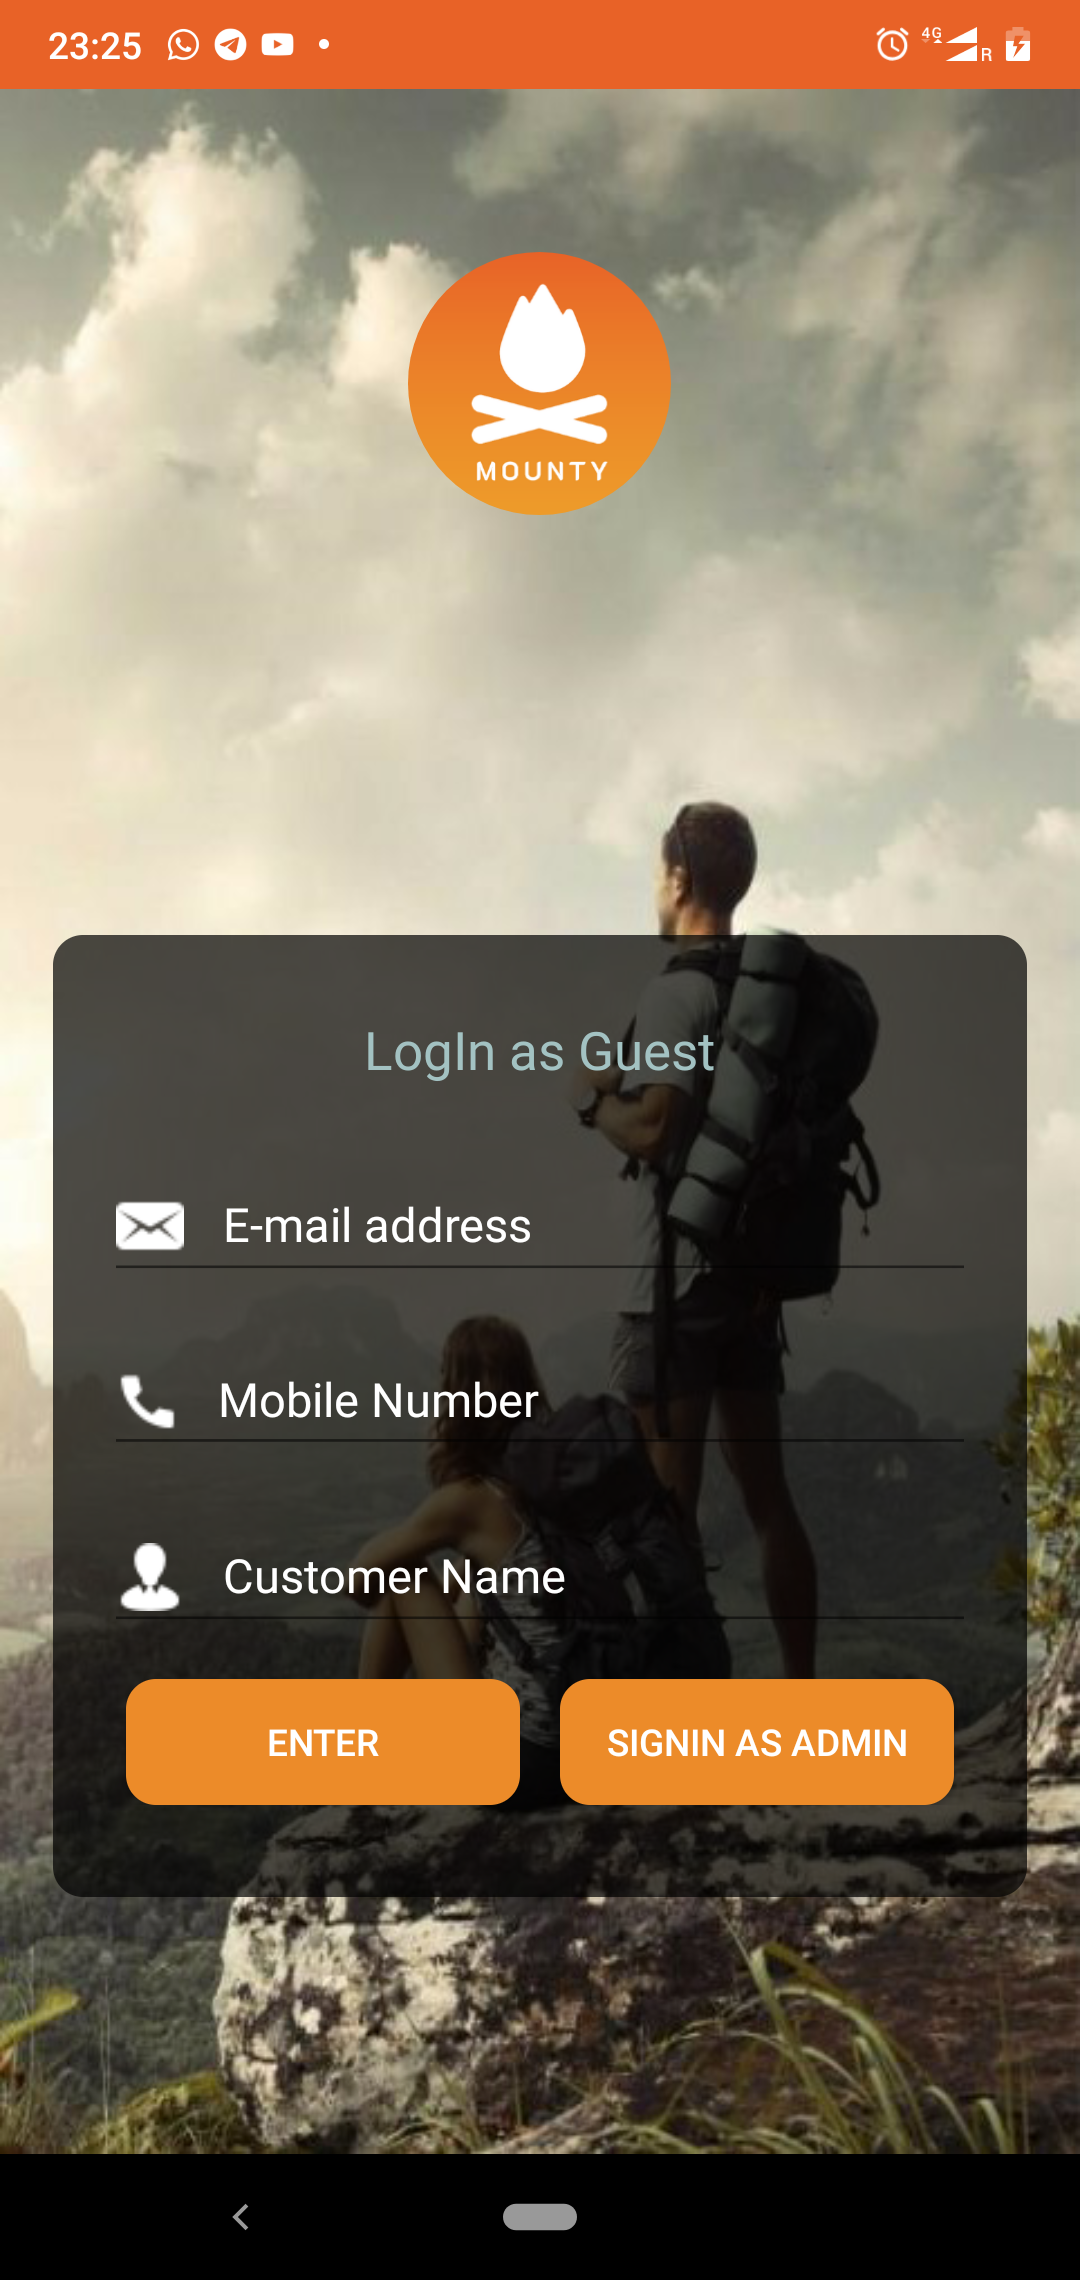 23:25
4G
R
MOUNTY
LogIn as Guest
E-mail address
Mobile Number
Customer Name
ENTER
SIGNIN AS ADMIN